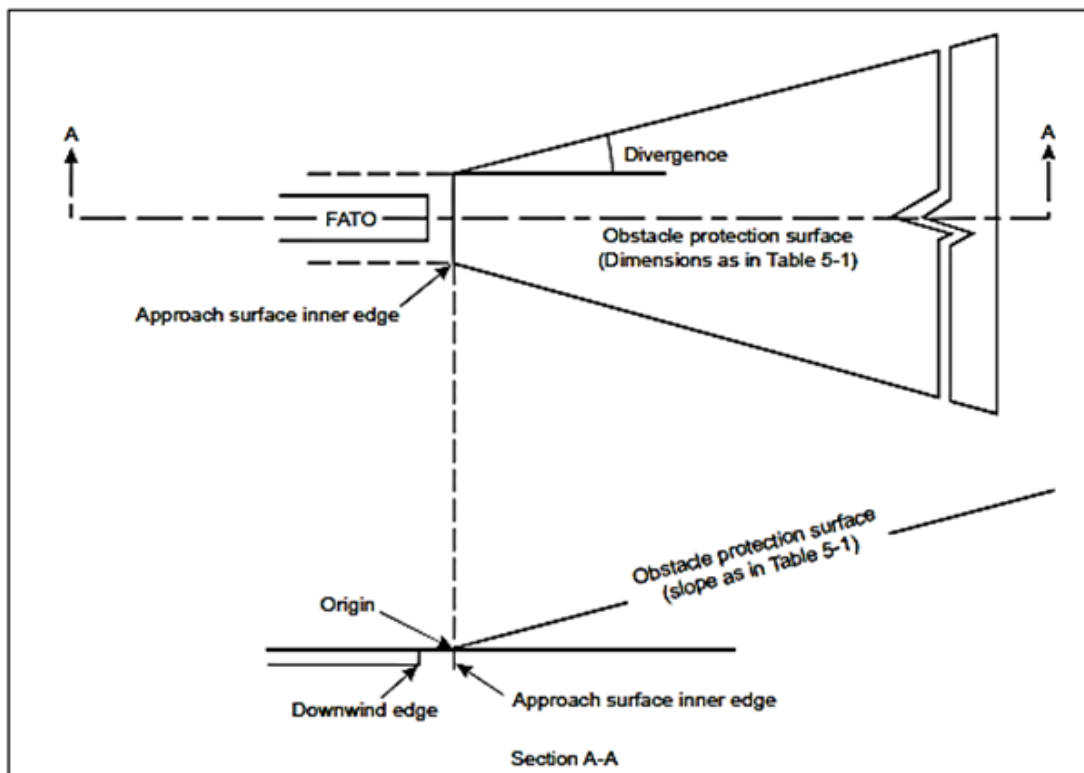 A
A
Divergence
FATO
Obstacle protection surface
(Dimensions as in Table 5-1)
Approach surface inner edge
Obstacle protection surface
(slope as in Table 5-1)
Origin
Downwind edge
Approach surface inner edge
Section A-A